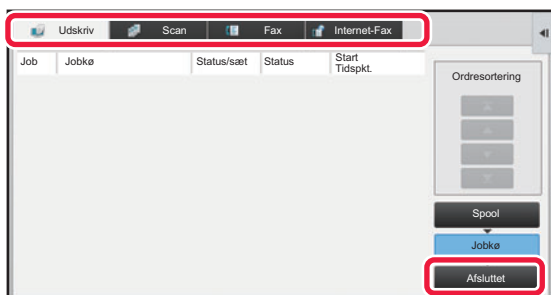 Udskriv Scan Fax Internet-Fax
Job Jobkø Status/sæt Status Start
Tidspkt.
Ordresortering
Spool
Jobkø
Afsluttet